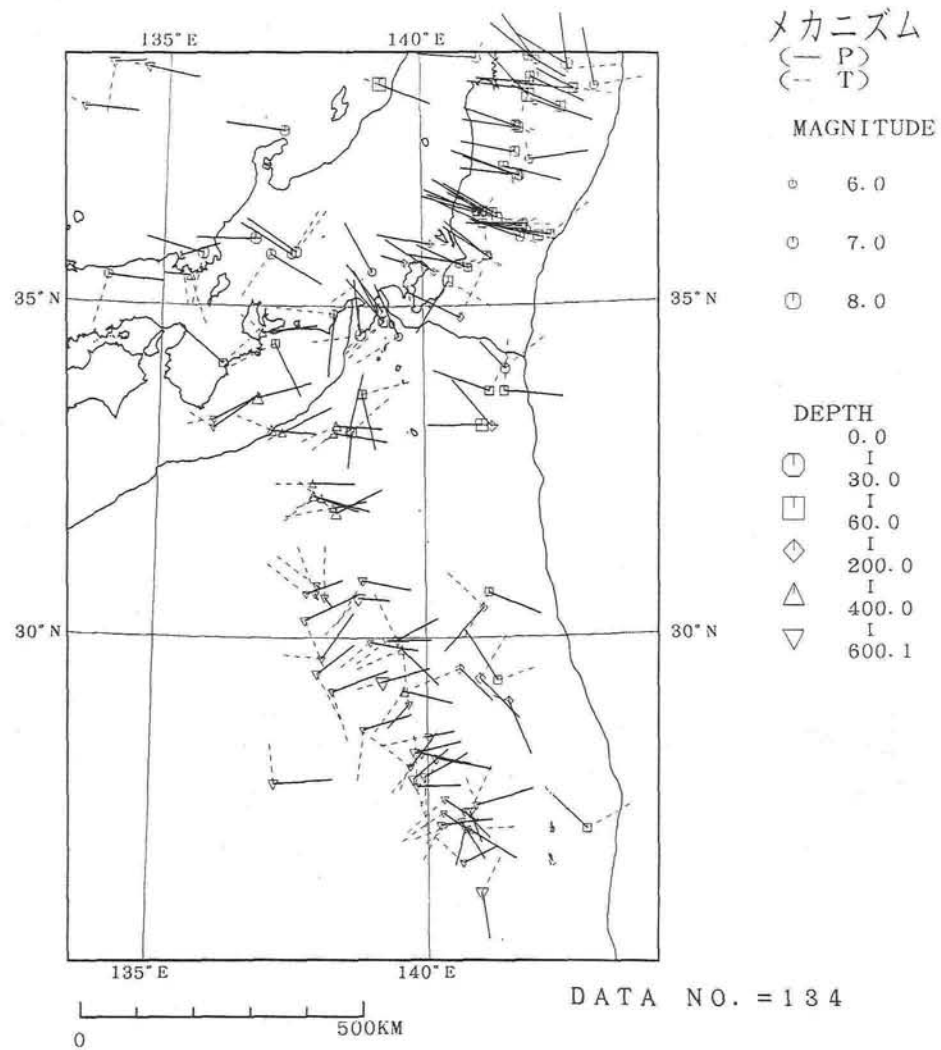 メカニズム
(— P)
(-- T)
MAGNITUDE
6.0
7.0
8.0
DEPTH
0.0
I
30.0
I
60.0
I
200.0
I
400.0
I
600.1
135°E 140°E
35°N 35°N
30°N 30°N
135°E 140°E
DATA NO.=134
0 500KM